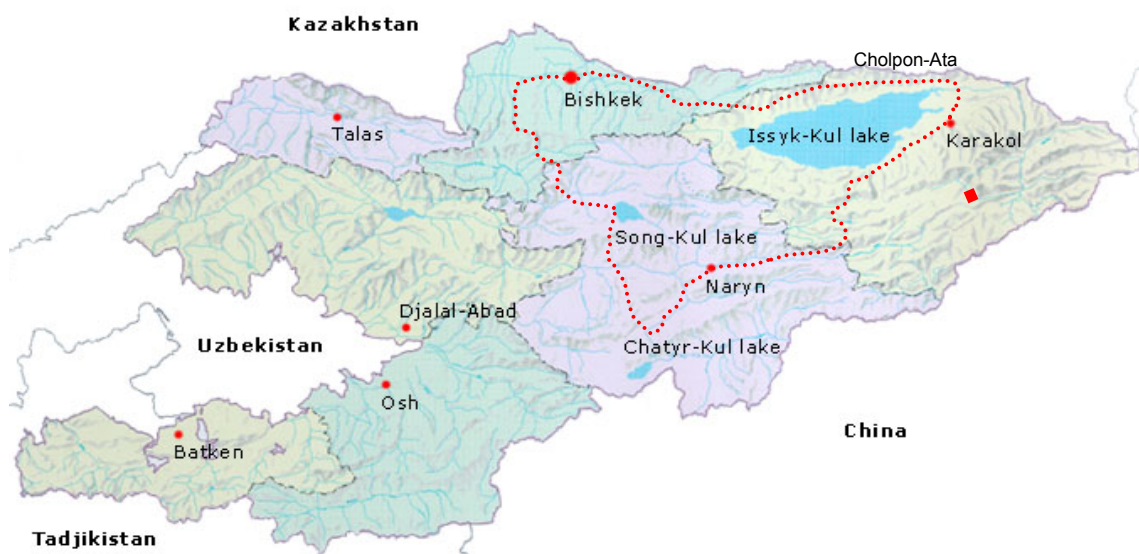 Kazakhstan
Cholpon-Ata
Bishkek
Talas
Issyk-Kul lake
Karakol
Song-Kul lake
Naryn
Djalal-Abad
Uzbekistan
Chatyr-Kul lake
Osh
China
Batken
Tadjikistan